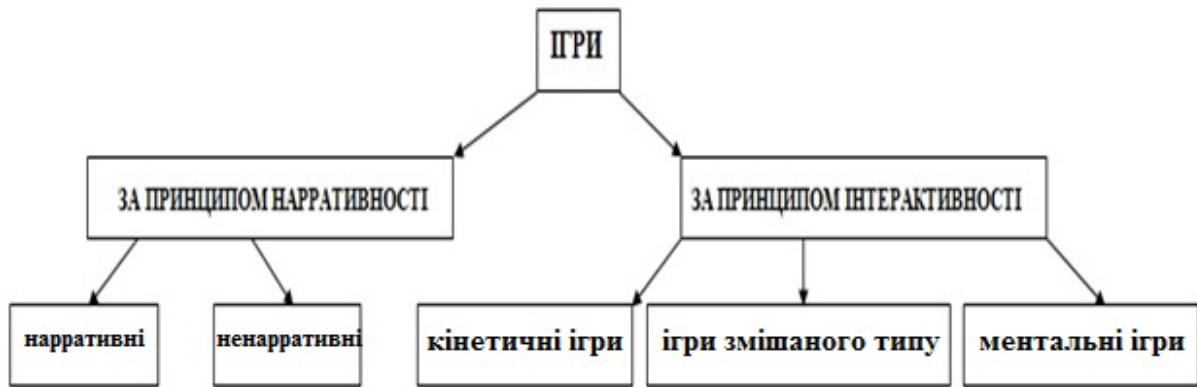 ІГРИ
ЗА ПРИНЦИПОМ НАРРАТИВНОСТІ
ЗА ПРИНЦИПОМ ІНТЕРАКТИВНОСТІ
нарративні
ненарративні
кінетичні ігри
ігри змішаного типу
ментальні ігри